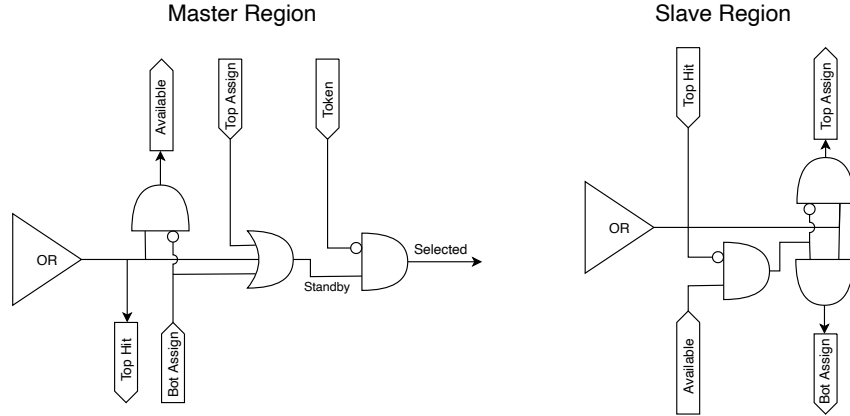 Master Region
Slave Region
Available
Top Assign
Token
Top Hit
Top Assign
OR
OR
Selected
Standby
Top Hit
Bot Assign
Available
Bot Assign